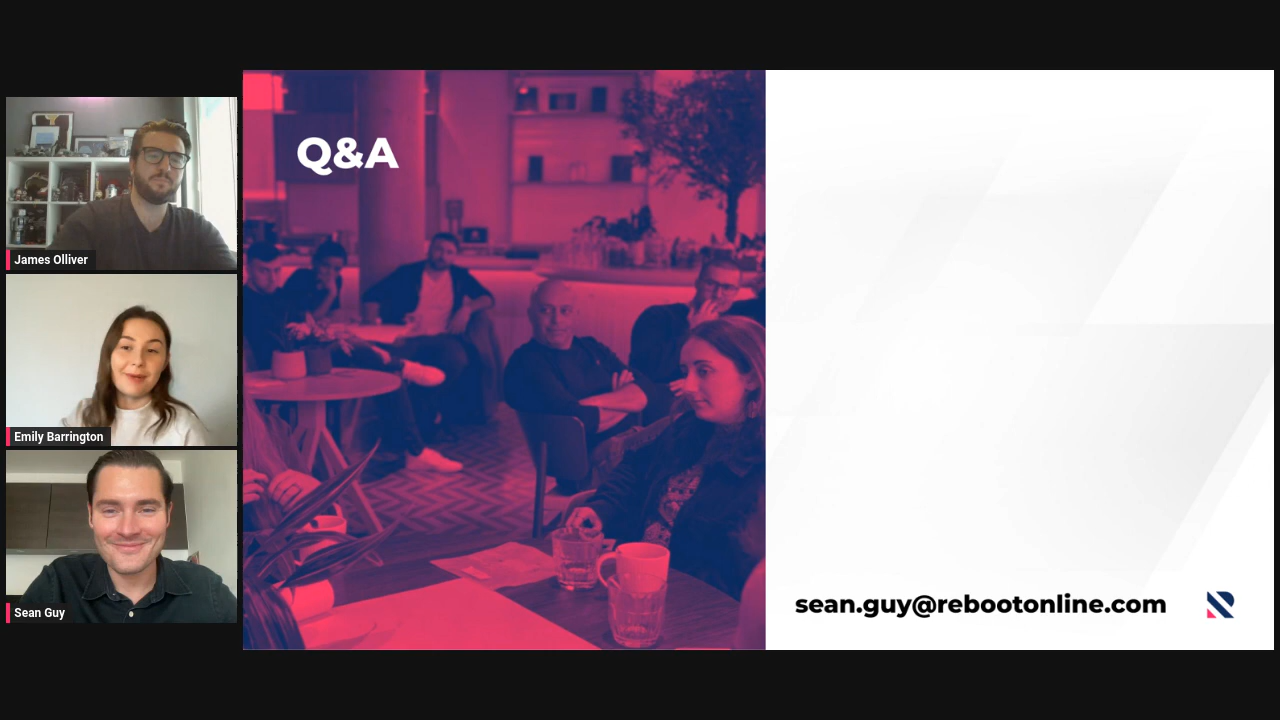 James Olliver
Emily Barrington
Sean Guy
Q&A
sean.guy@rebootonline.com